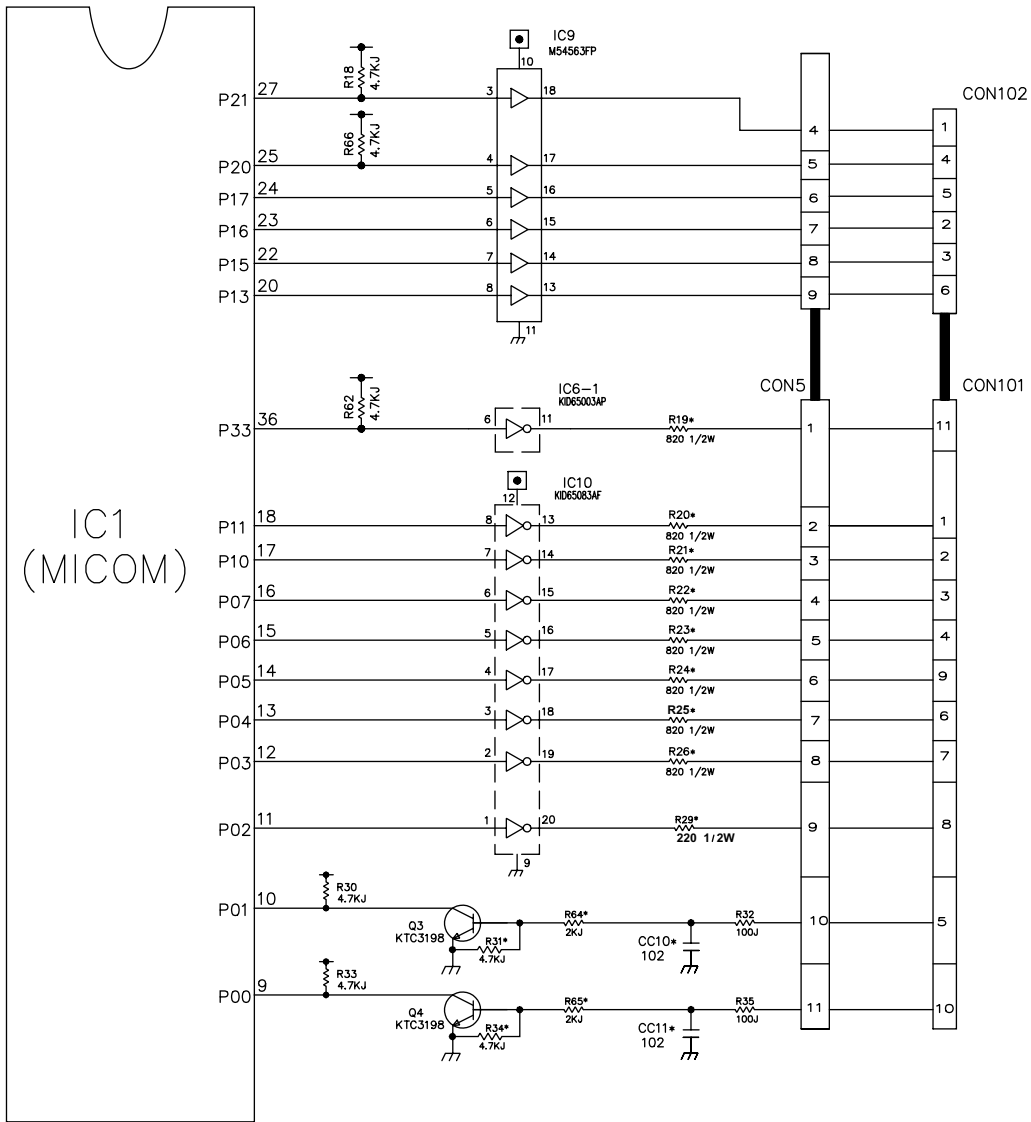 IC1
(MICOM)
IC9
M54563FP
10
CON102
R18
4.7KJ
P21 27 3 18 4 1
R66
4.7KJ
P20 25 4 17 5 4
P17 24 5 16 6 5
P16 23 6 15 7 2
P15 22 7 14 8 3
P13 20 8 13 9 6
11
CON5
CON101
R62
4.7KJ
IC6-1
KID65003AP
P33 36 6 11 R19* 1 11
820 1/2W
IC10
KID65083AF
12
P11 18 8 13 R20* 2 1
820 1/2W
P10 17 7 14 R21* 3 2
820 1/2W
P07 16 6 15 R22* 4 3
820 1/2W
P06 15 5 16 R23* 5 4
820 1/2W
P05 14 4 17 R24* 6 9
820 1/2W
P04 13 3 18 R25* 7 6
820 1/2W
P03 12 2 19 R26* 8 7
820 1/2W
P02 11 1 20 R29* 9 8
220 1/2W
9
R30
4.7KJ
P01 10
Q3
KTC3198
R31*
4.7KJ
R64*
2KJ
CC10*
102
R32
100J
10 5
R33
4.7KJ
P00 9
Q4
KTC3198
R34*
4.7KJ
R65*
2KJ
CC11*
102
R35
100J
11 10